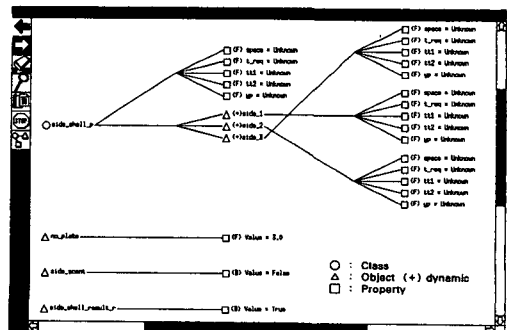 (F) space = Unknown
(F) t_req = Unknown
(F) tt1 = Unknown
(F) tt2 = Unknown
(F) yp = Unknown
(F) space = Unknown
(F) t_req = Unknown
(F) tt1 = Unknown
(F) tt2 = Unknown
(F) yp = Unknown
(F) space = Unknown
(F) t_req = Unknown
(F) tt1 = Unknown
(F) tt2 = Unknown
(F) yp = Unknown
side_shell_p
(+)side_1
(+)side_2
(+)side_3
(F) space = Unknown
(F) t_req = Unknown
(F) tt1 = Unknown
(F) tt2 = Unknown
(F) yp = Unknown
no_plate
(F) Value = 3.0
side_scant
(B) Value = False
side_shell_result_r
(B) Value = True
: Class
: Object (+) dynamic
: Property
STOP